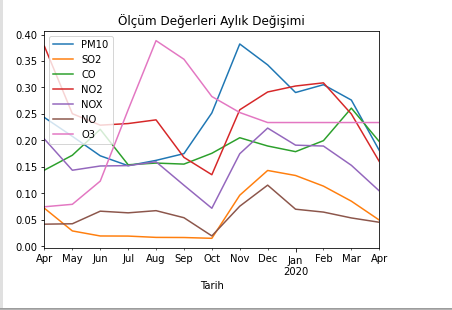 Ölçüm Değerleri Aylık Değişimi
0.40
0.35
0.30
0.25
0.20
0.15
0.10
0.05
0.00
PM10
SO2
CO
NO2
NOX
NO
O3
Apr May Jun Jul Aug Sep Oct Nov Dec Jan Feb Mar Apr
2020
Tarih